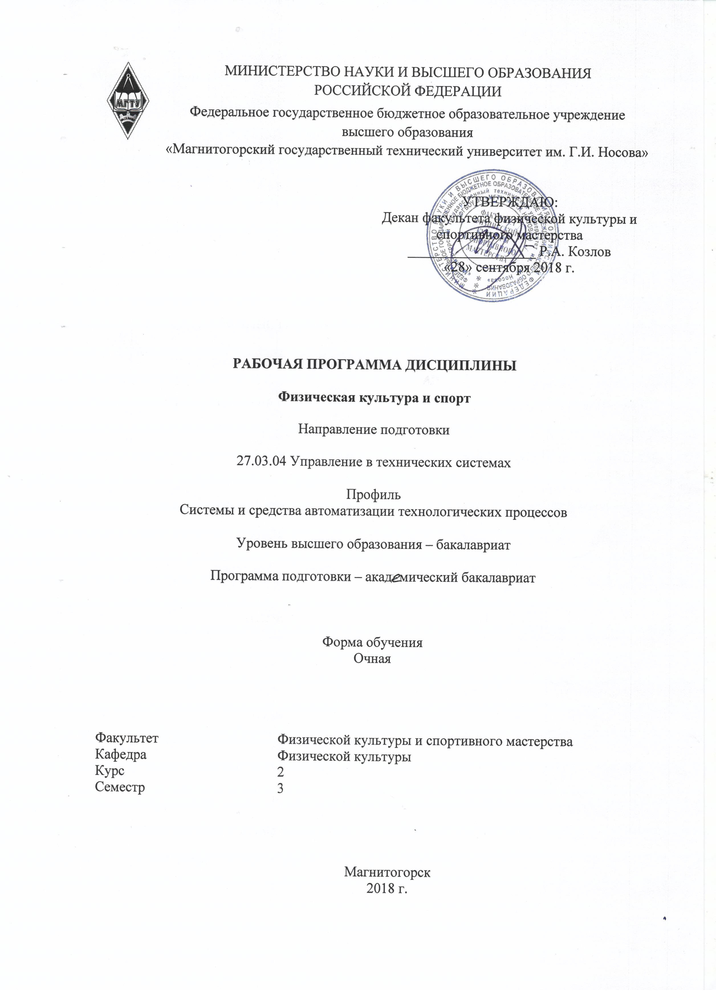 МИНИСТЕРСТВО НАУКИ И ВЫСШЕГО ОБРАЗОВАНИЯ
РОССИЙСКОЙ ФЕДЕРАЦИИ
МГТУ
Федеральное государственное бюджетное образовательное учреждение
высшего образования
«Магнитогорский государственный технический университет им. Г.И. Носова»
УТВЕРЖДАЮ:
Декан факультета физической культуры и
спортивного мастерства
Р.А. Козлов
«28» сентября 2018 г.
РАБОЧАЯ ПРОГРАММА ДИСЦИПЛИНЫ
Физическая культура и спорт
Направление подготовки
27.03.04 Управление в технических системах
Профиль
Системы и средства автоматизации технологических процессов
Уровень высшего образования – бакалавриат
Программа подготовки – академический бакалавриат
Форма обучения
Очная
Факультет Физической культуры и спортивного мастерства
Кафедра Физической культуры
Курс 2
Семестр 3
Магнитогорск
2018 г.